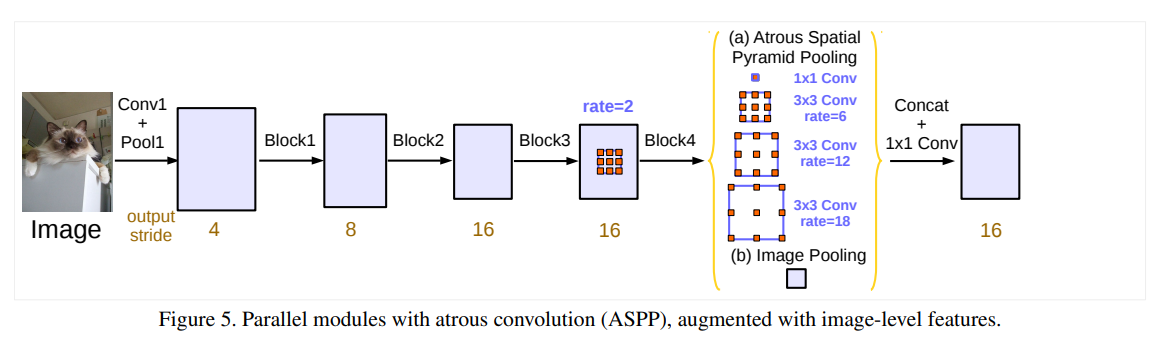 Image
Conv1
+
Pool1
output
stride
4
Block1
8
Block2
16
Block3
rate=2
16
Block4
(a) Atrous Spatial
Pyramid Pooling
1x1 Conv
3x3 Conv
rate=6
3x3 Conv
rate=12
3x3 Conv
rate=18
(b) Image Pooling
Concat
+
1x1 Conv
16
Figure 5. Parallel modules with atrous convolution (ASPP), augmented with image-level features.